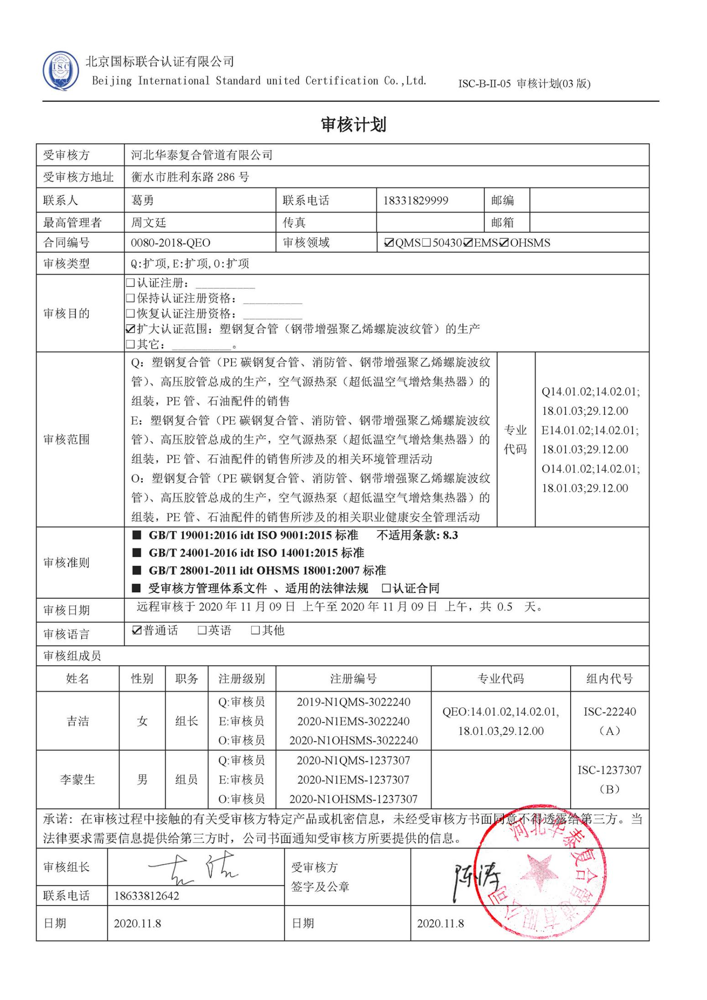 北京国标联合认证有限公司
Beijing International Standard united Certification Co.,Ltd.
ISC-B-II-05 审核计划(03 版)
审核计划
受审核方 河北华泰复合管道有限公司
受审核方地址 衡水市胜利东路 286 号
联系人 葛勇 联系电话 18331829999 邮编
最高管理者 周文廷 传真 邮箱
合同编号 0080-2018-QEO 审核领域 ☑QMS☐50430☑EMS☑OHSMS
审核类型 Q:扩项,E:扩项,O:扩项
审核目的
☐认证注册：__________
☐保持认证注册资格：__________
☐恢复认证注册资格：__________
☑扩大认证范围：塑钢复合管（钢带增强聚乙烯螺旋波纹管）的生产
☐其它：__________。
审核范围
Q：塑钢复合管（PE 碳钢复合管、消防管、钢带增强聚乙烯螺旋波纹
管）、高压胶管总成的生产，空气源热泵（超低温空气增焓集热器）的
组装，PE 管、石油配件的销售
E：塑钢复合管（PE 碳钢复合管、消防管、钢带增强聚乙烯螺旋波纹
管）、高压胶管总成的生产，空气源热泵（超低温空气增焓集热器）的
组装，PE 管、石油配件的销售所涉及的相关环境管理活动
O：塑钢复合管（PE 碳钢复合管、消防管、钢带增强聚乙烯螺旋波纹
管）、高压胶管总成的生产，空气源热泵（超低温空气增焓集热器）的
组装，PE 管、石油配件的销售所涉及的相关职业健康安全管理活动
专业
代码
Q14.01.02;14.02.01;
18.01.03;29.12.00
E14.01.02;14.02.01;
18.01.03;29.12.00
O14.01.02;14.02.01;
18.01.03;29.12.00
审核准则
■ GB/T 19001:2016 idt ISO 9001:2015 标准 不适用条款: 8.3
■ GB/T 24001-2016 idt ISO 14001:2015 标准
■ GB/T 28001-2011 idt OHSMS 18001:2007 标准
■ 受审核方管理体系文件 、适用的法律法规 ☐认证合同
审核日期 远程审核于 2020 年 11 月 09 日 上午至 2020 年 11 月 09 日 上午，共 0.5 天。
审核语言 ☑普通话 ☐英语 ☐其他
审核组成员
姓名 性别 职务 注册级别 注册编号 专业代码 组内代号
吉洁 女 组长
Q:审核员 2019-N1QMS-3022240
E:审核员 2020-N1EMS-3022240
O:审核员 2020-N1OHSMS-3022240
QEO:14.01.02,14.02.01,
18.01.03,29.12.00
ISC-22240
（A）
李蒙生 男 组员
Q:审核员 2020-N1QMS-1237307
E:审核员 2020-N1EMS-1237307
O:审核员 2020-N1OHSMS-1237307
ISC-1237307
（B）
承诺: 在审核过程中接触的有关受审核方特定产品或机密信息，未经受审核方书面同意不得透露给第三方。当
法律要求需要信息提供给第三方时，公司书面通知受审核方所要提供的信息。
审核组长 吉洁
受审核方
签字及公章
陈涛
河北华泰复合管道有限公司
联系电话 18633812642
日期 2020.11.8 日期 2020.11.8